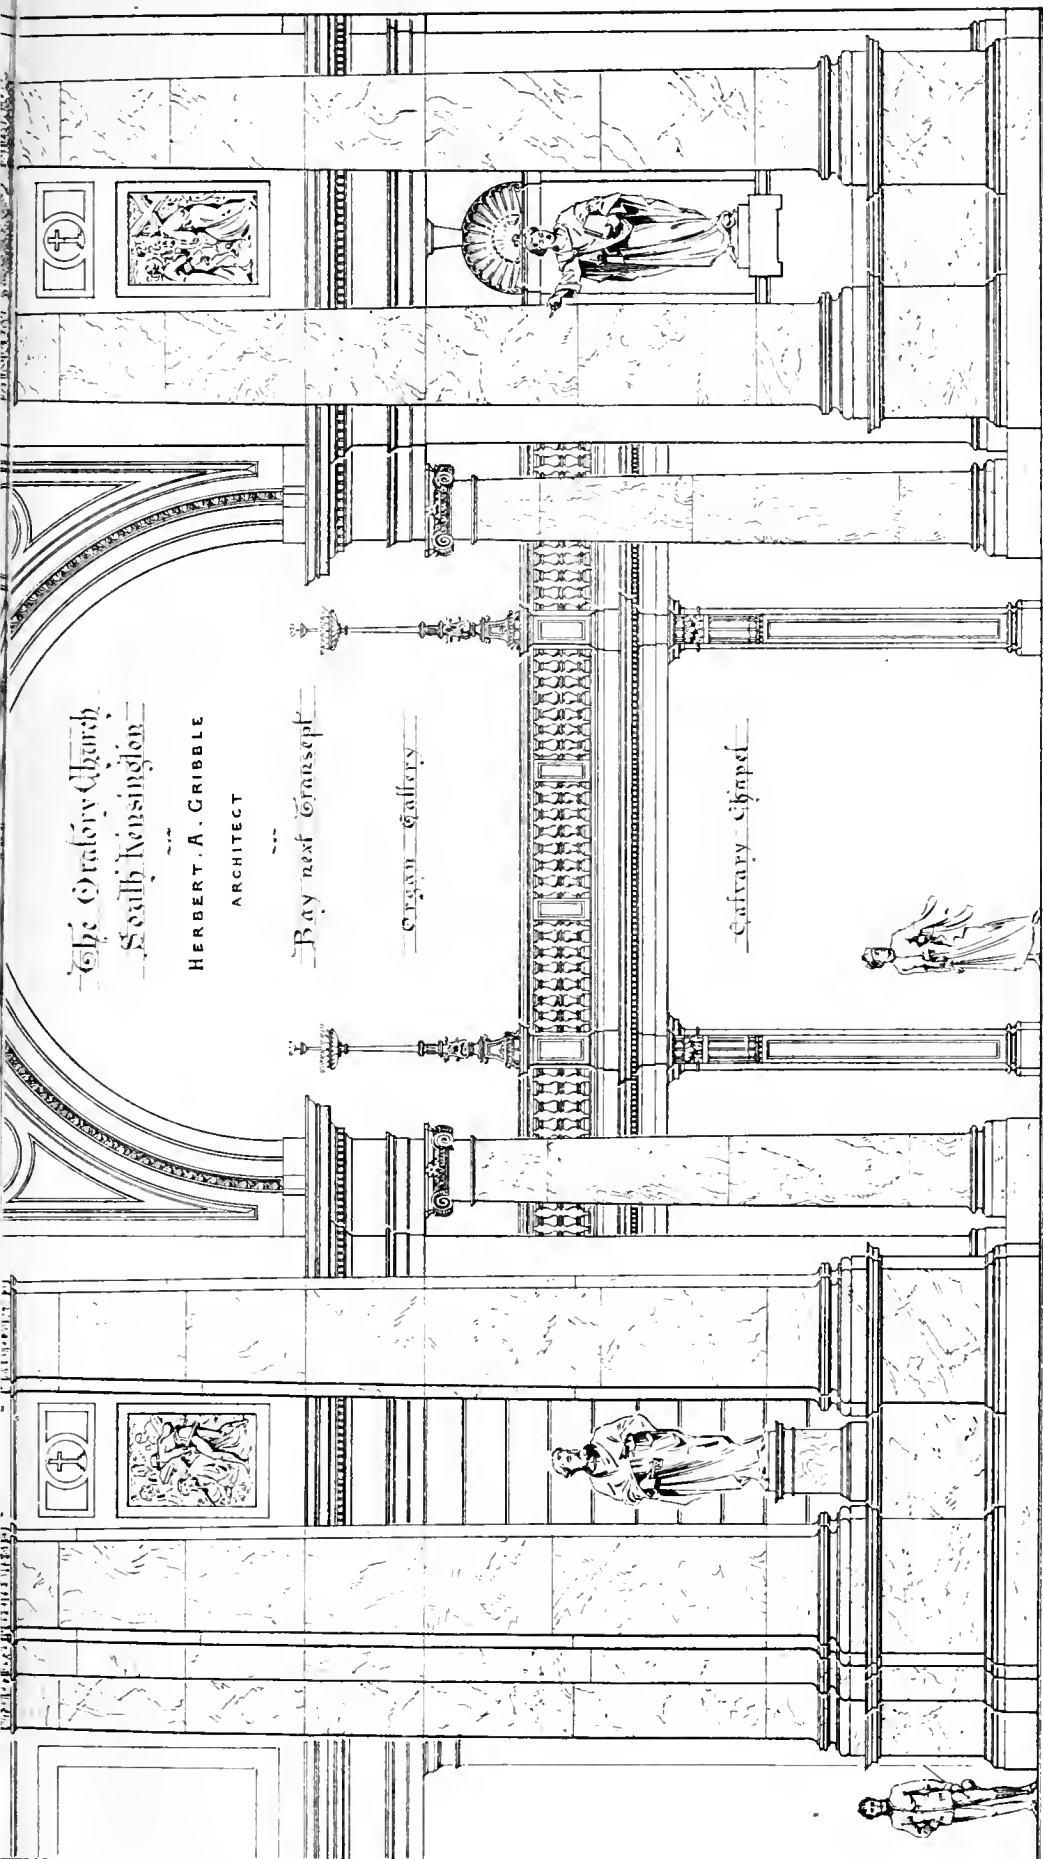 The Oratory Church
South Kensington
HERBERT. A. GRIBBLE
ARCHITECT
Bay next Transept
Organ Gallery
Calvary Chapel